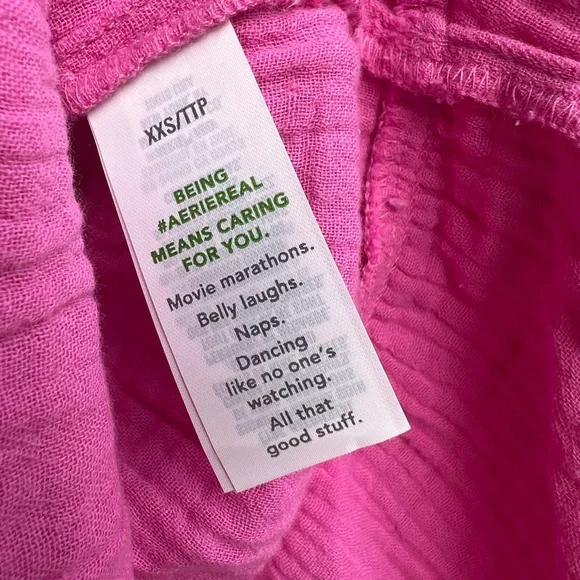 XXS/TTP
BEING
#AERIEREAL
MEANS CARING
FOR YOU.
Movie marathons.
Belly laughs.
Naps.
Dancing
like no one's
watching.
All that
good stuff.